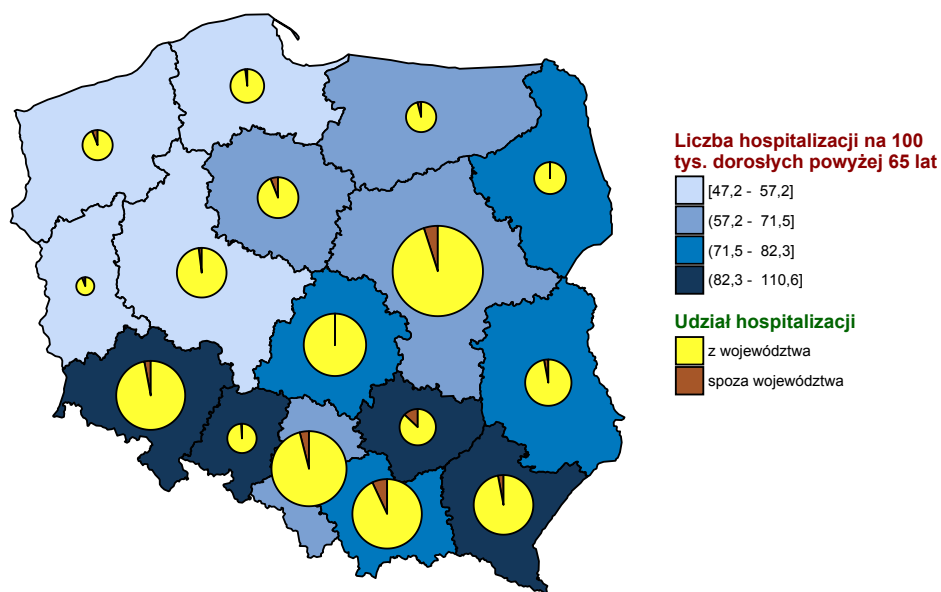 Liczba hospitalizacji na 100
tys. dorosłych powyżej 65 lat
[47,2 - 57,2]
(57,2 - 71,5]
(71,5 - 82,3]
(82,3 - 110,6]
Udział hospitalizacji
z województwa
spoza województwa